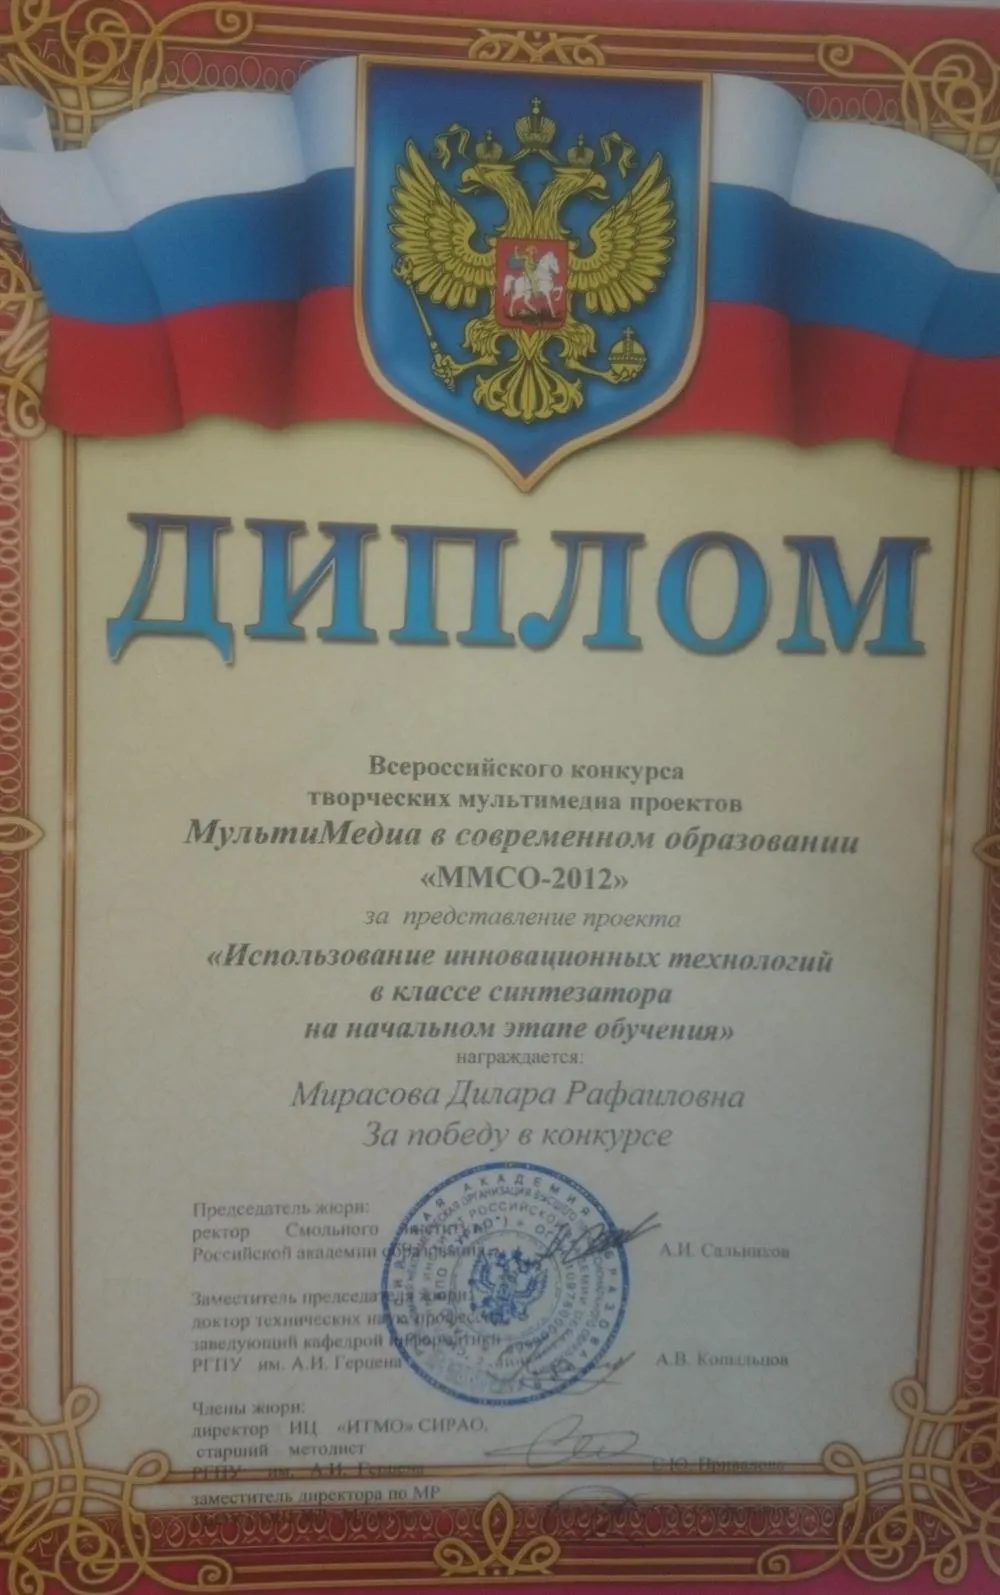 ДИПЛОМ
Всероссийского конкурса
творческих мультимедиа проектов
МультиМедиа в современном образовании
«ММСО-2012»
за представление проекта
«Использование инновационных технологий
в классе синтезатора
на начальном этапе обучения»
награждается:
Мирасова Дилара Рафаиловна
За победу в конкурсе
Председатель жюри:
ректор Смольного
Российской академии образования
А.И. Сальников
Заместитель председателя жюри:
доктор технических наук, профессор
заведующий кафедрой информатики
РГПУ им. А.И. Герцена
А.В. Копыльцов
Члены жюри:
директор ИЦ «ИТМО» СИРАО,
старший методист
РГПУ им. А.И. Герцена
заместитель директора по МР